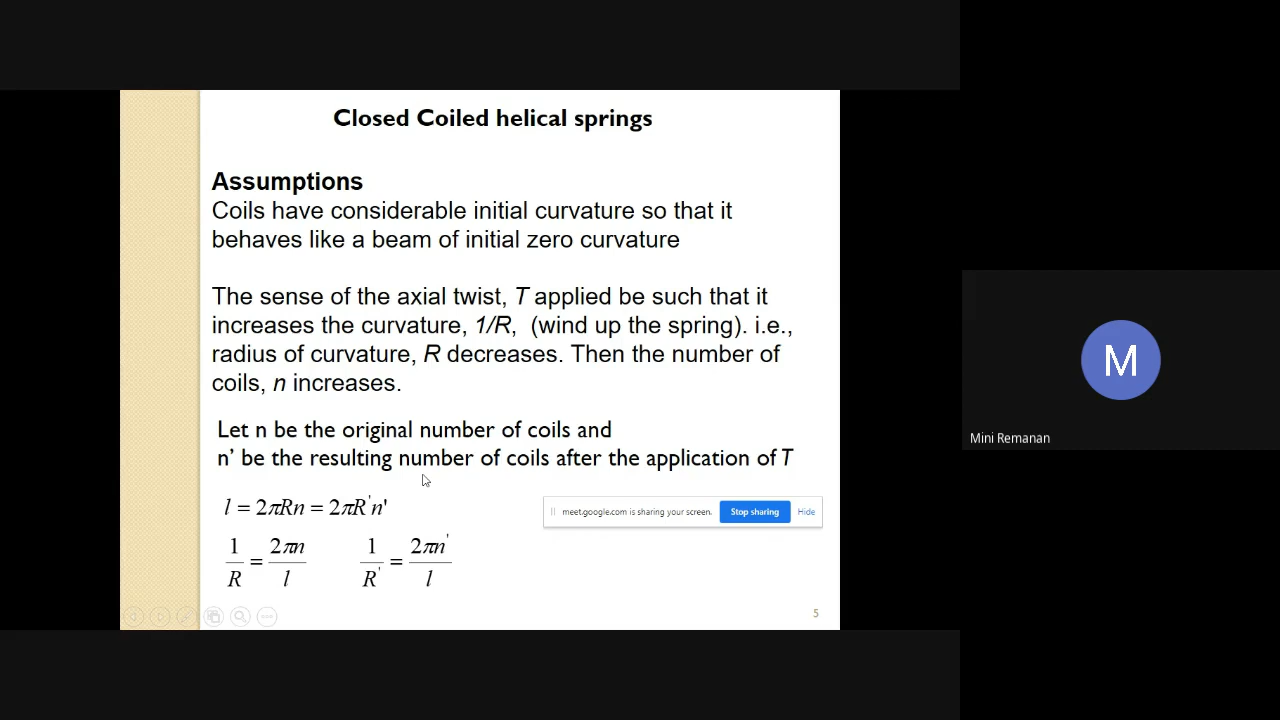 Closed Coiled helical springs
Assumptions
Coils have considerable initial curvature so that it
behaves like a beam of initial zero curvature
The sense of the axial twist, T applied be such that it
increases the curvature, 1/R, (wind up the spring). i.e.,
radius of curvature, R decreases. Then the number of
coils, n increases.
Let n be the original number of coils and
n’ be the resulting number of coils after the application of T
l = 2πRn = 2πR'n'
1/R = 2πn/l    1/R' = 2πn'/l
meet.google.com is sharing your screen. Stop sharing Hide
5
M
Mini Remanan